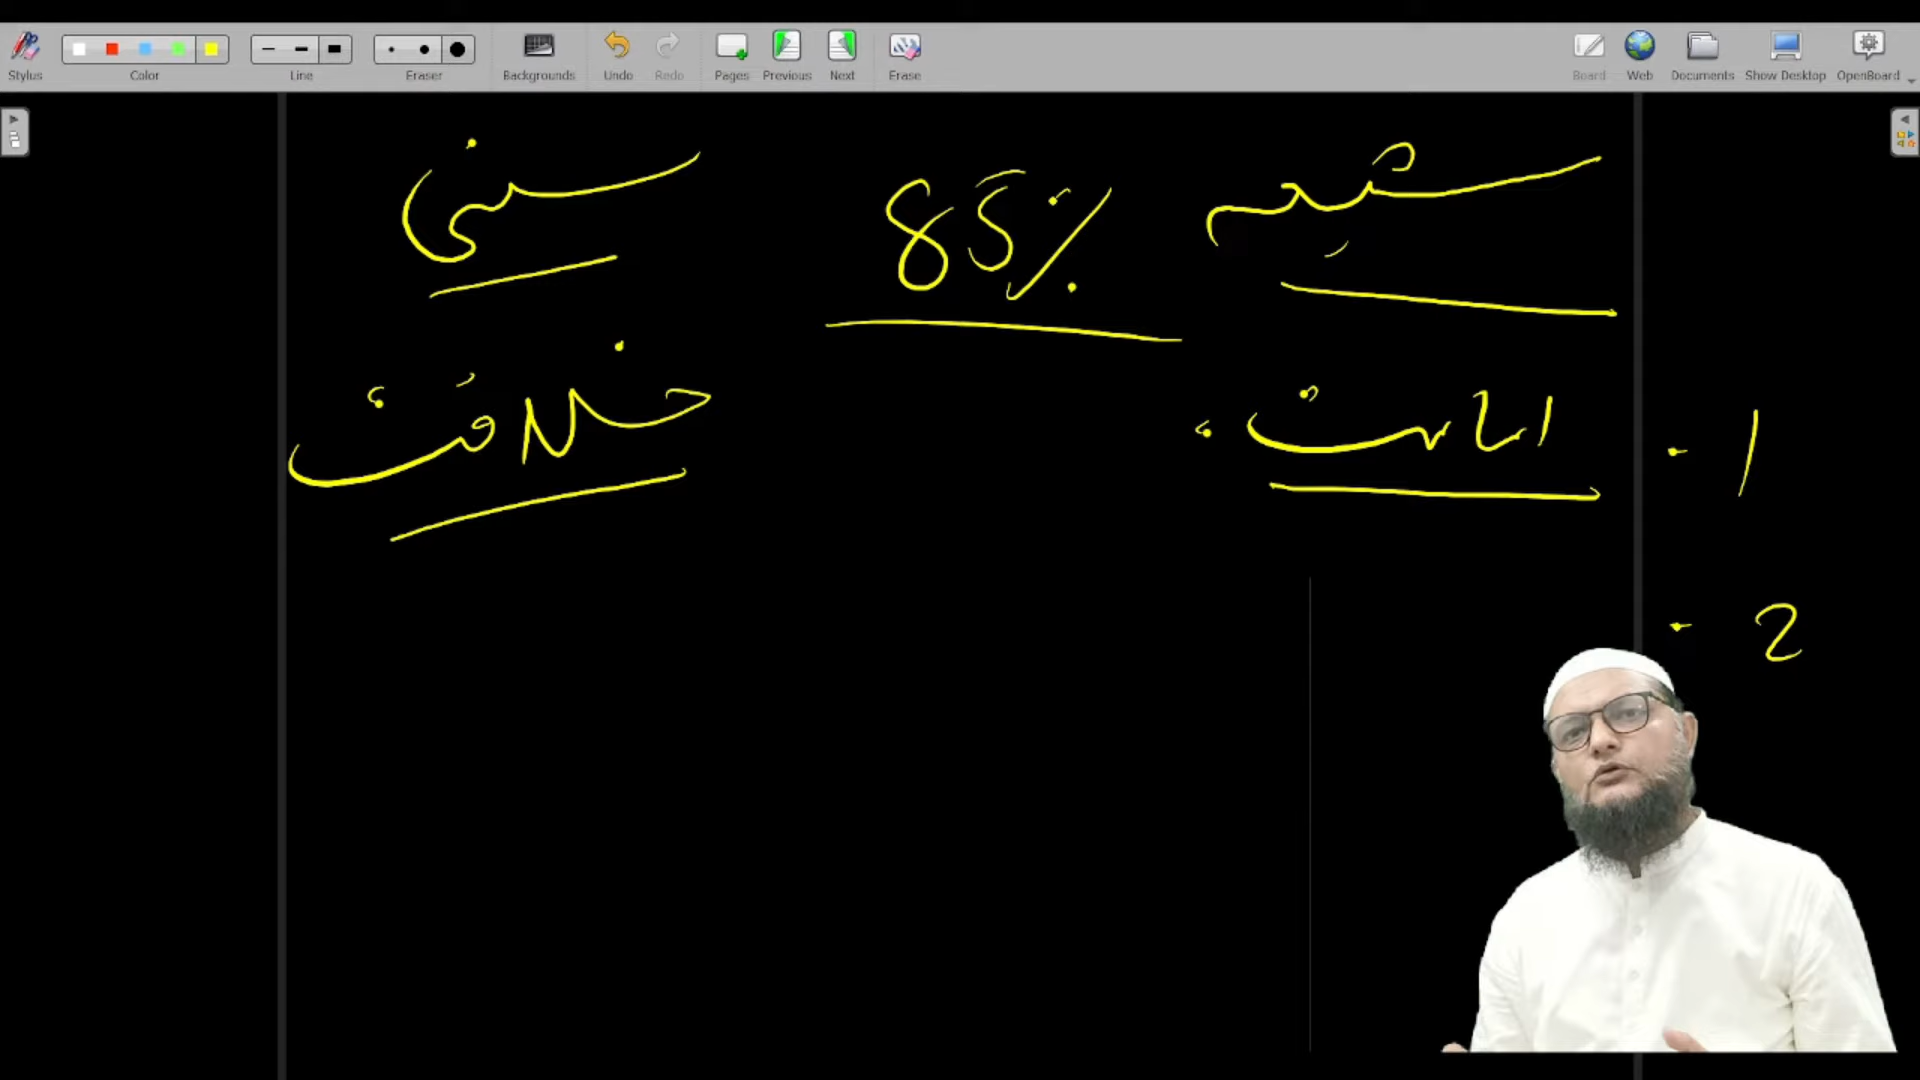 Stylus Color Line Eraser Backgrounds Undo Redo Pages Previous Next Erase Board Web Documents Show Desktop OpenBoard
شیعہ 85% سنی
1 - امامت خلافت
2 -